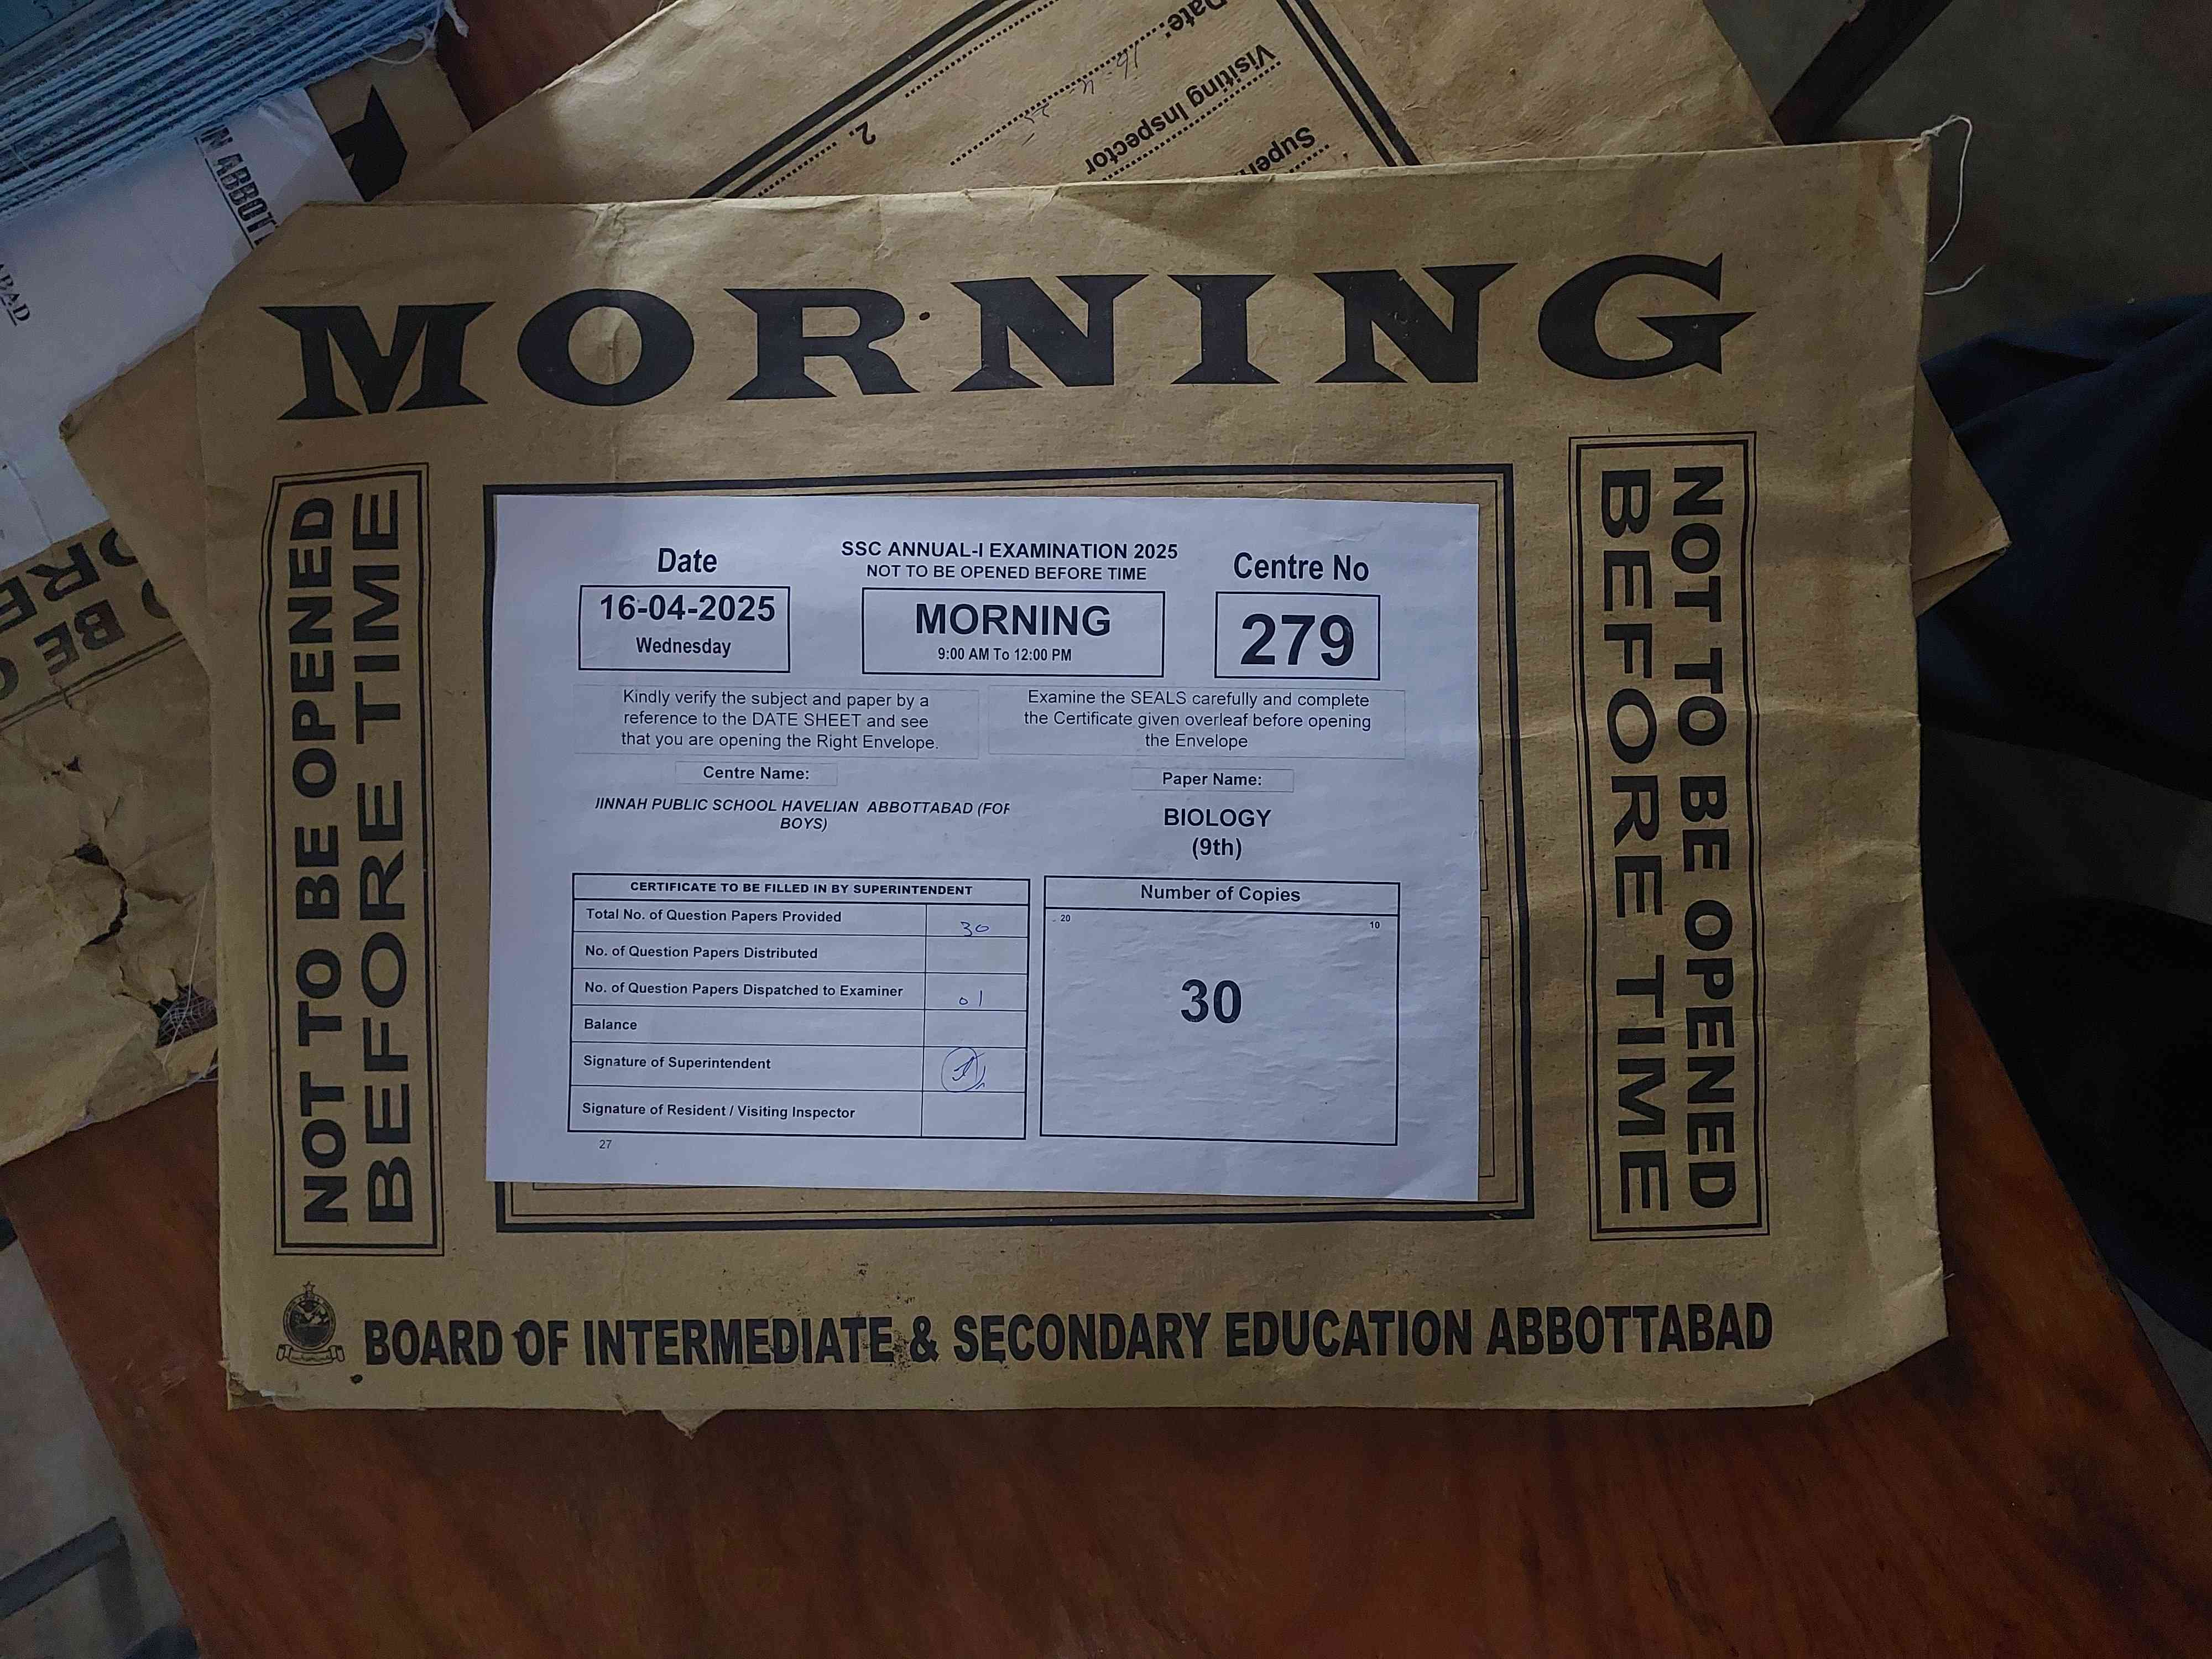 Date:
Visiting Inspector
2.
N ABBOTT
ABAD
MORNING
NOT TO BE OPENED
BEFORE TIME
NOT TO BE OPENED
BEFORE TIME
SSC ANNUAL-I EXAMINATION 2025
NOT TO BE OPENED BEFORE TIME
Date
16-04-2025
Wednesday
MORNING
9:00 AM To 12:00 PM
Centre No
279
Kindly verify the subject and paper by a
reference to the DATE SHEET and see
that you are opening the Right Envelope.
Examine the SEALS carefully and complete
the Certificate given overleaf before opening
the Envelope
Centre Name:
JINNAH PUBLIC SCHOOL HAVELIAN ABBOTTABAD (FOR
BOYS)
Paper Name:
BIOLOGY
(9th)
CERTIFICATE TO BE FILLED IN BY SUPERINTENDENT
Total No. of Question Papers Provided 30
No. of Question Papers Distributed
No. of Question Papers Dispatched to Examiner 01
Balance
Signature of Superintendent
Signature of Resident / Visiting Inspector
27
Number of Copies
20 10
30
BOARD OF INTERMEDIATE & SECONDARY EDUCATION ABBOTTABAD